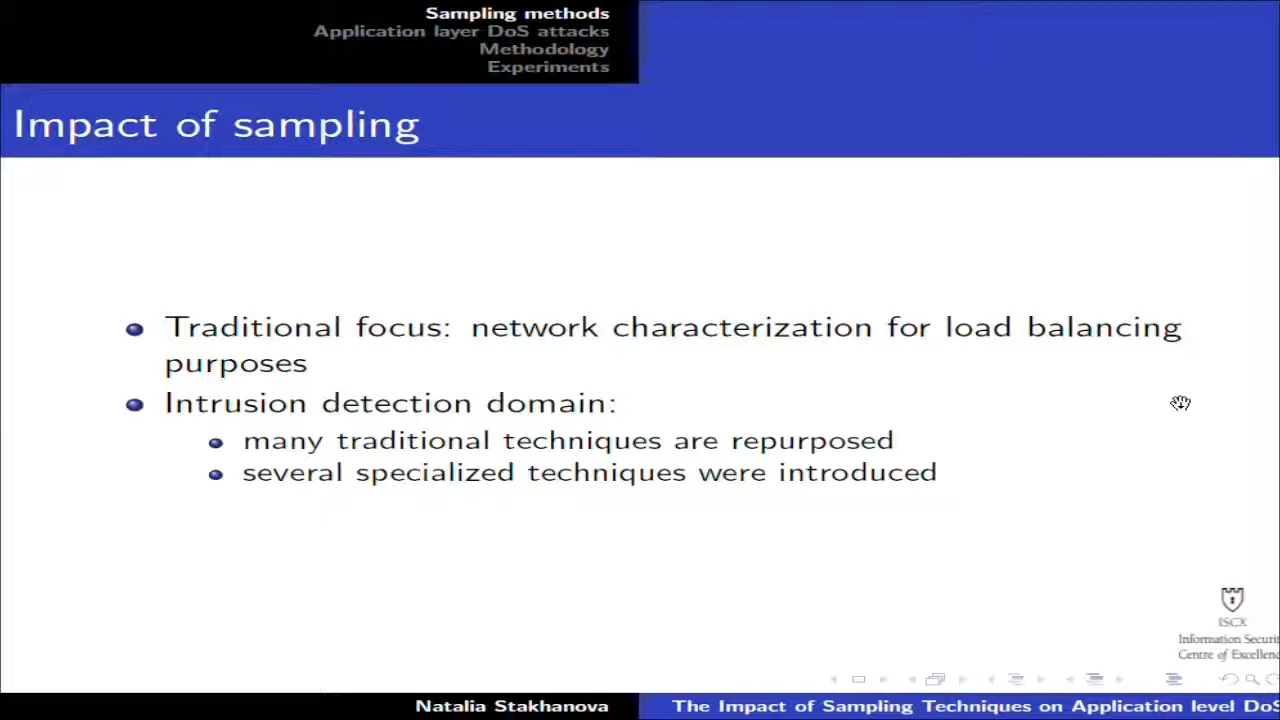 Sampling methods
Application layer DoS attacks
Methodology
Experiments
Impact of sampling
Traditional focus: network characterization for load balancing
purposes
Intrusion detection domain:
many traditional techniques are repurposed
several specialized techniques were introduced
ISCX
Information Securit
Centre of Excellenc
Natalia Stakhanova
The Impact of Sampling Techniques on Application level DoS